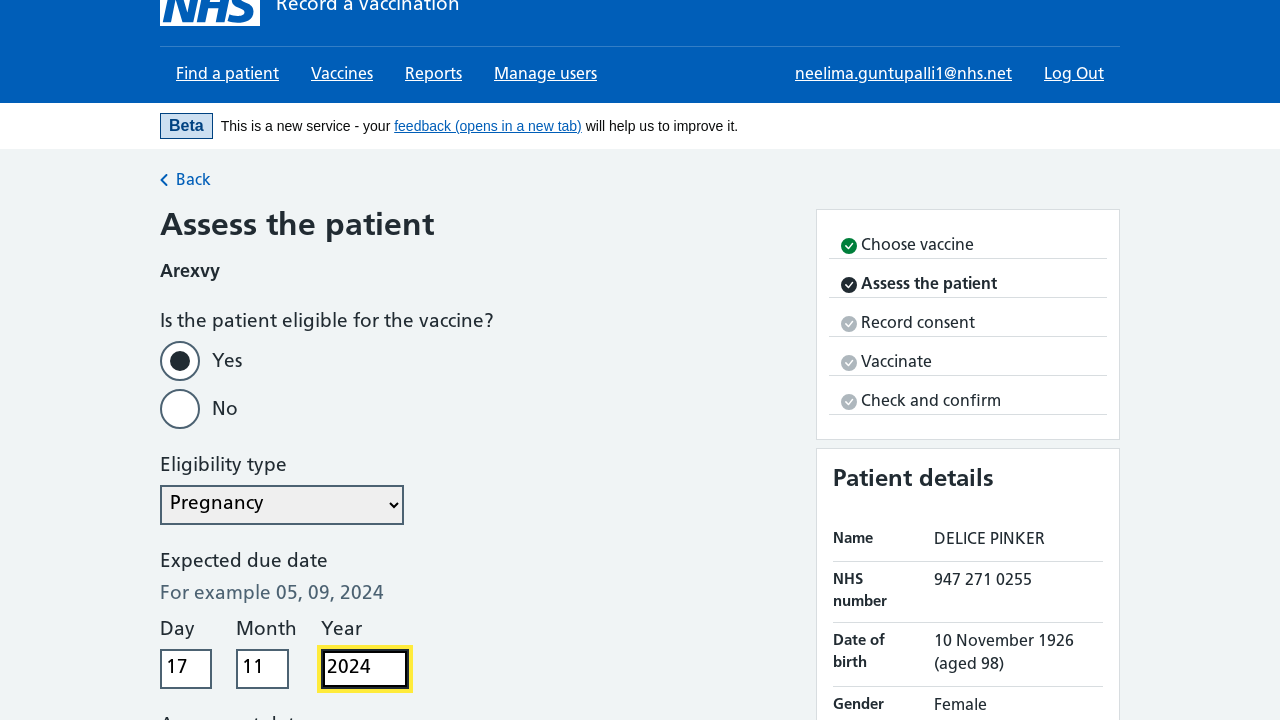 NHS Record a vaccination
Find a patient Vaccines Reports Manage users neelima.guntupalli1@nhs.net Log Out
Beta This is a new service - your feedback (opens in a new tab) will help us to improve it.
Back
Assess the patient
Arexvy
Is the patient eligible for the vaccine?
Yes
No
Eligibility type
Pregnancy
Expected due date
For example 05, 09, 2024
Day Month Year
17 11 2024
Choose vaccine
Assess the patient
Record consent
Vaccinate
Check and confirm
Patient details
Name DELICE PINKER
NHS number 947 271 0255
Date of birth 10 November 1926 (aged 98)
Gender Female